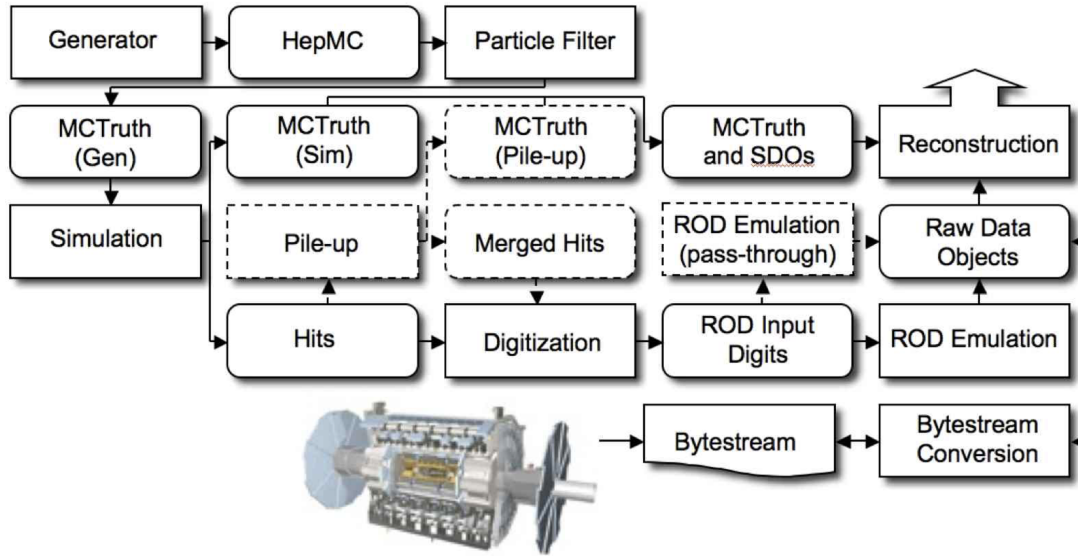 Generator
HepMC
Particle Filter
MCTruth
(Gen)
MCTruth
(Sim)
MCTruth
(Pile-up)
MCTruth
and SDOs
Reconstruction
Simulation
Pile-up
Merged Hits
ROD Emulation
(pass-through)
Raw Data
Objects
Hits
Digitization
ROD Input
Digits
ROD Emulation
Bytestream
Bytestream
Conversion